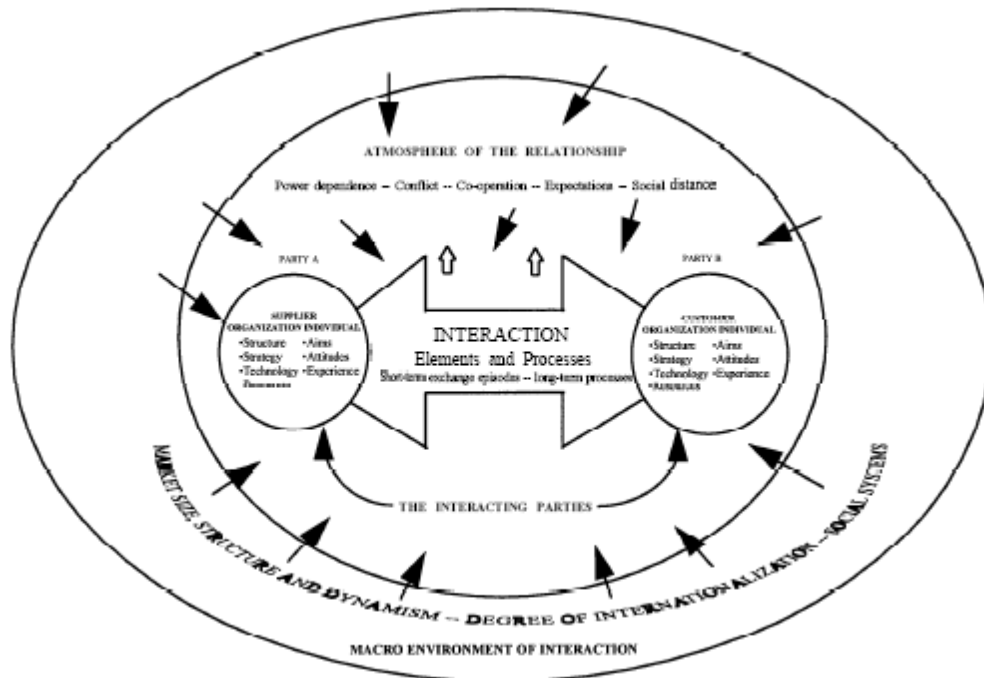 ATMOSPHERE OF THE RELATIONSHIP
Power dependence -- Conflict -- Co-operation -- Expectations -- Social distance
PARTY A
PARTY B
SUPPLIER
ORGANIZATION INDIVIDUAL
•Structure •Aims
•Strategy •Attitudes
•Technology •Experience
INTERACTION
Elements and Processes
Short-term exchange episodes -- long-term processes
CUSTOMER
ORGANIZATION INDIVIDUAL
•Structure •Aims
•Strategy •Attitudes
•Technology •Experience
THE INTERACTING PARTIES
MARKET SIZE, STRUCTURE AND DYNAMISM -- DEGREE OF INTERNATIONALIZATION -- SOCIAL SYSTEMS
MACRO ENVIRONMENT OF INTERACTION